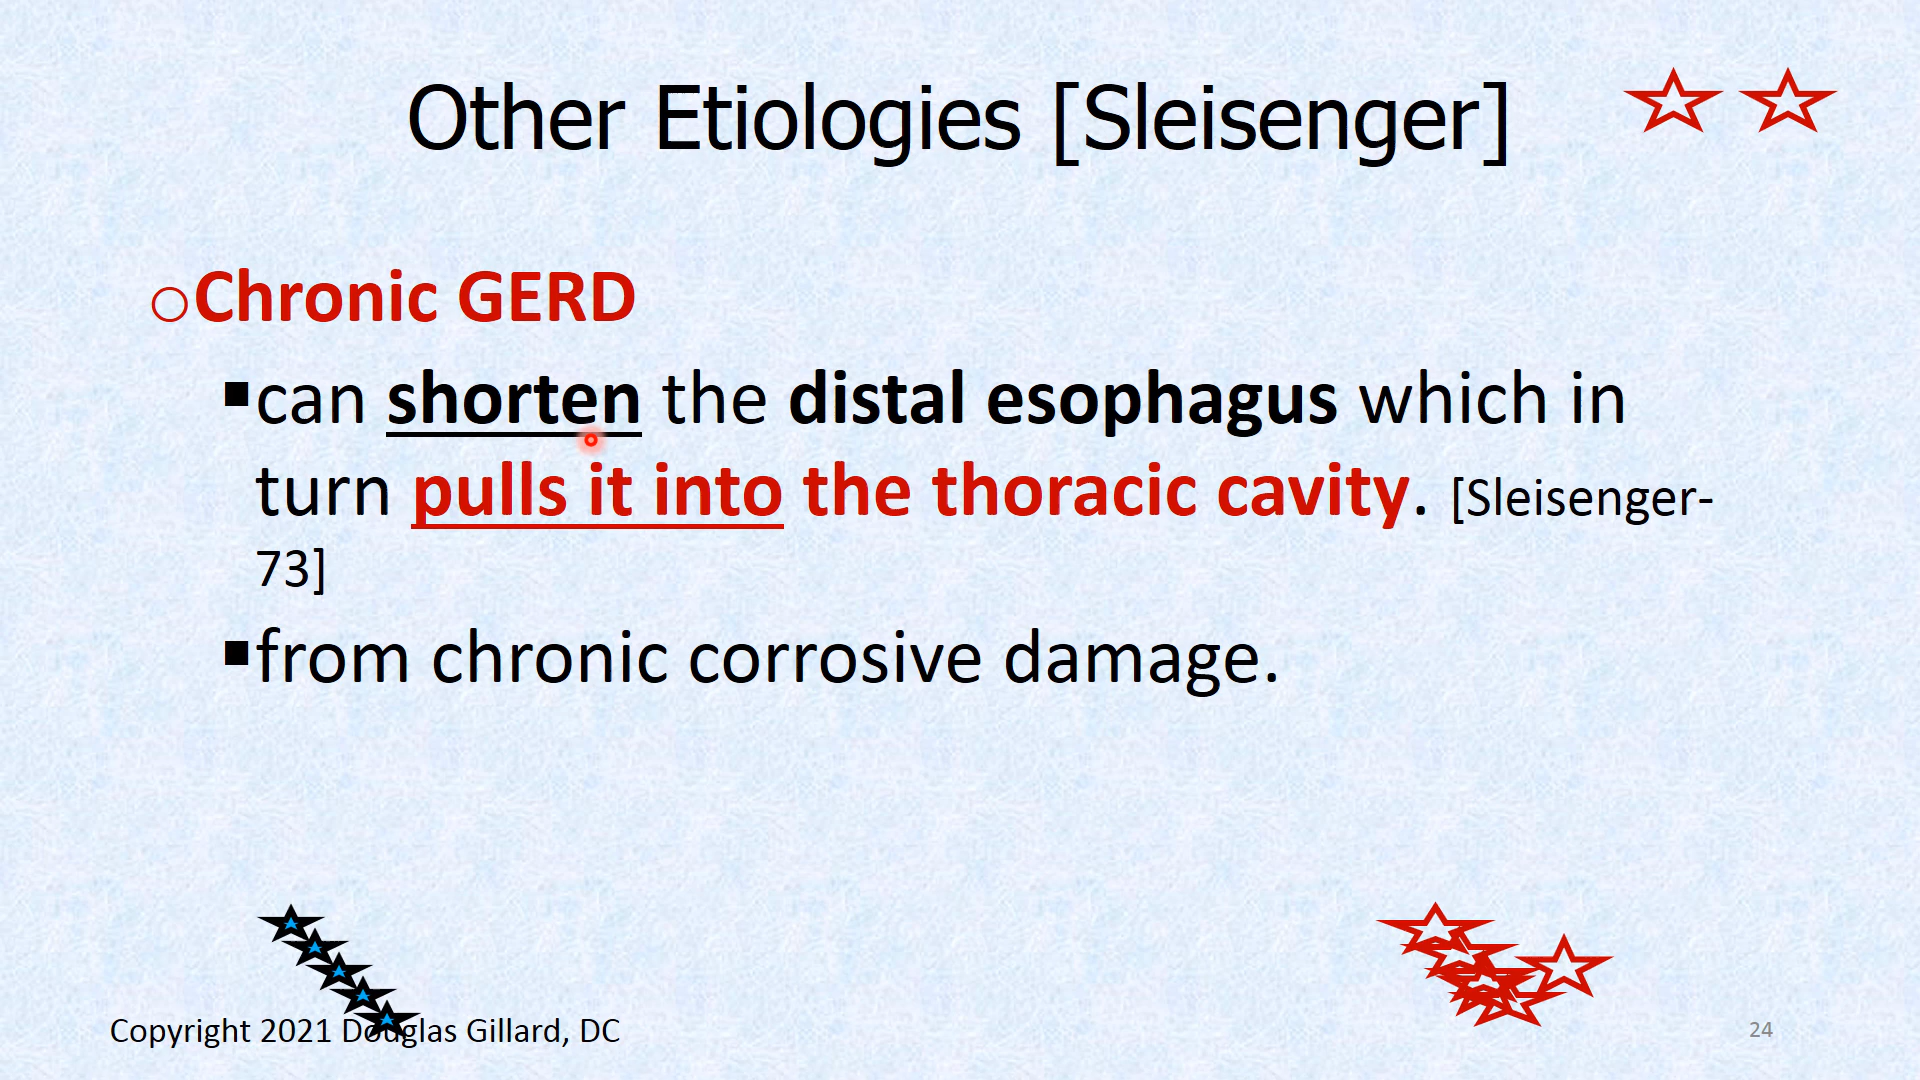 Other Etiologies [Sleisenger]
Chronic GERD
can shorten the distal esophagus which in
turn pulls it into the thoracic cavity. [Sleisenger-
73]
from chronic corrosive damage.
Copyright 2021 Douglas Gillard, DC
24